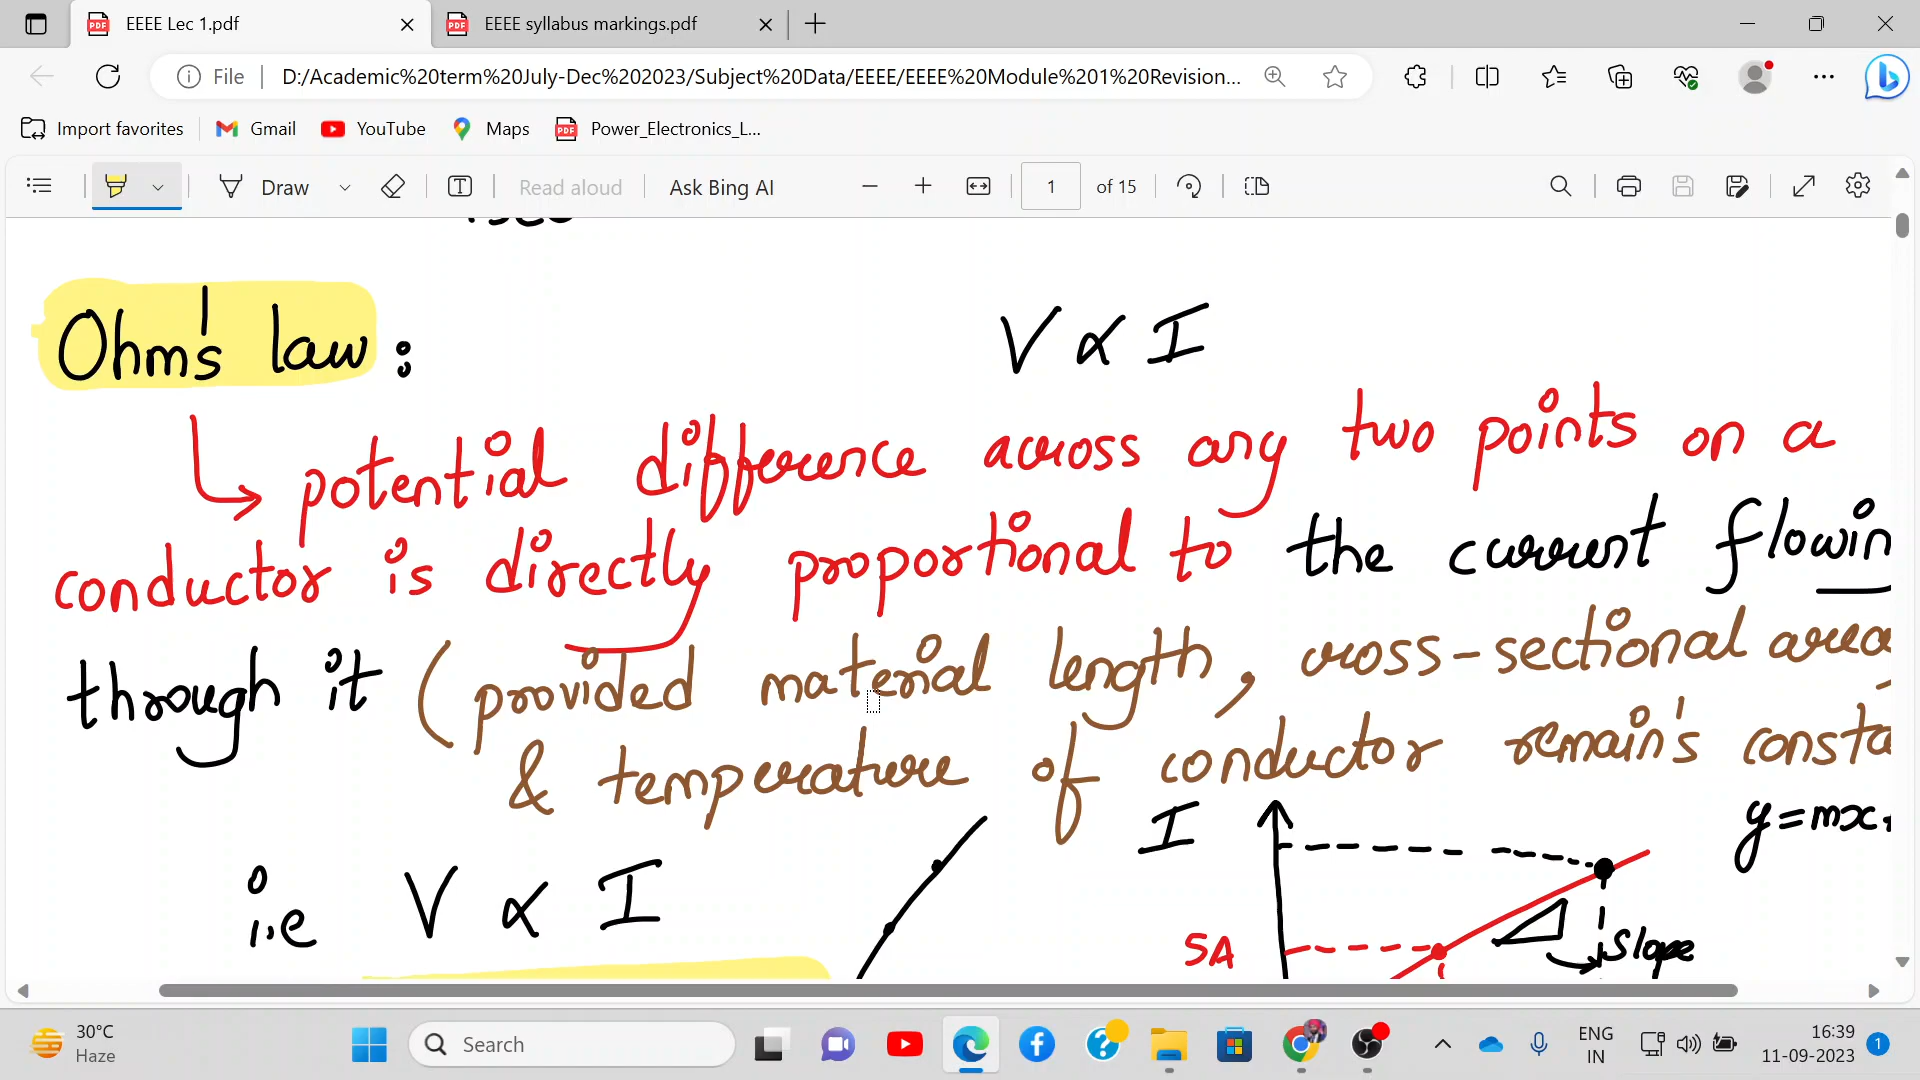 EEEE Lec 1.pdf
EEEE syllabus markings.pdf
File
D:/Academic%20term%20July-Dec%202023/Subject%20Data/EEEE/EEEE%20Module%201%20Revision...
Import favorites
Gmail
YouTube
Maps
Power_Electronics_L...
Draw
Read aloud
Ask Bing AI
1 of 15
Ohm's law :
V ∝ I
potential difference across any two points on a
conductor is directly proportional to the current flowin
through it (provided material length, cross-sectional area
& temperature of conductor remain's consta
i.e V ∝ I
I
y=mx
5A
Slope
30°C
Haze
Search
ENG
IN
16:39
11-09-2023
1